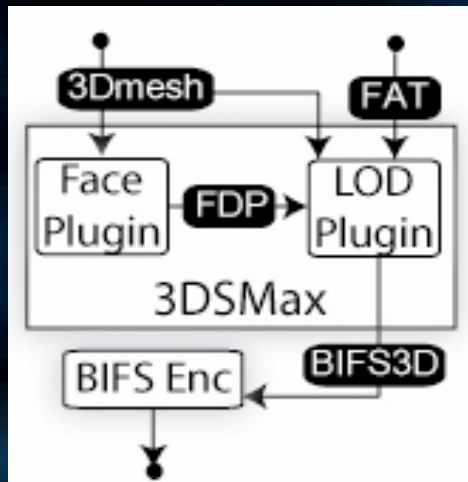 3Dmesh
FAT
Face
Plugin
FDP
LOD
Plugin
3DSMax
BIFS3D
BIFS Enc